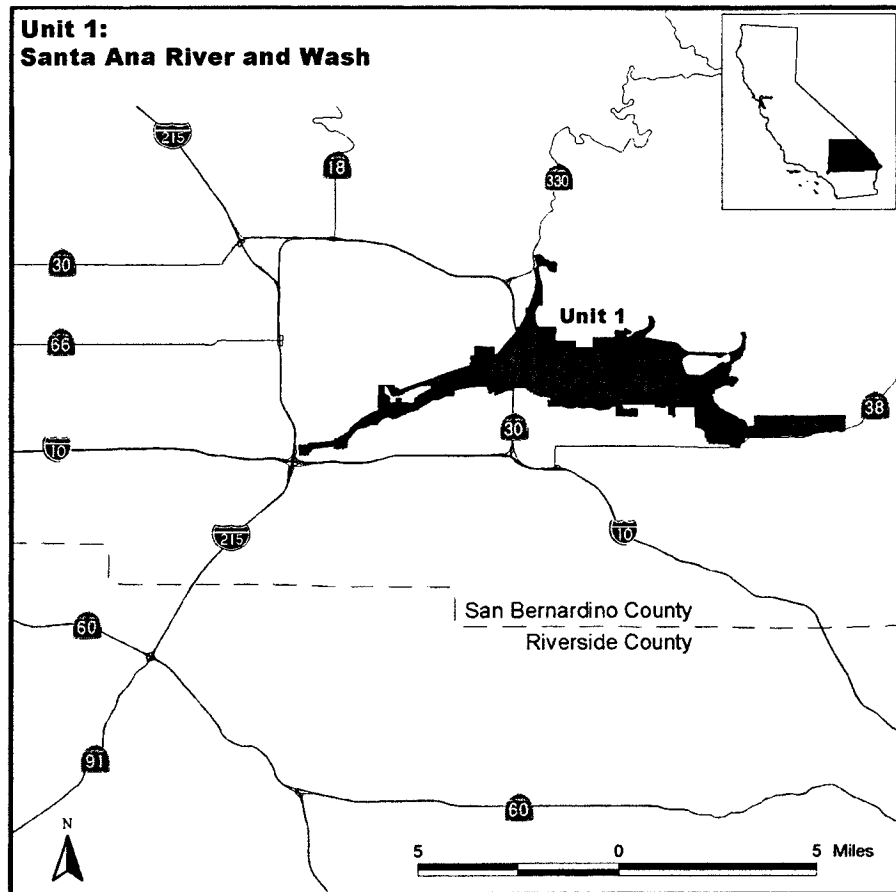 Unit 1:
Santa Ana River and Wash
215
18
330
30
Unit 1
66
38
30
10
215
10
San Bernardino County
60
Riverside County
91
60
N
5 0 5 Miles